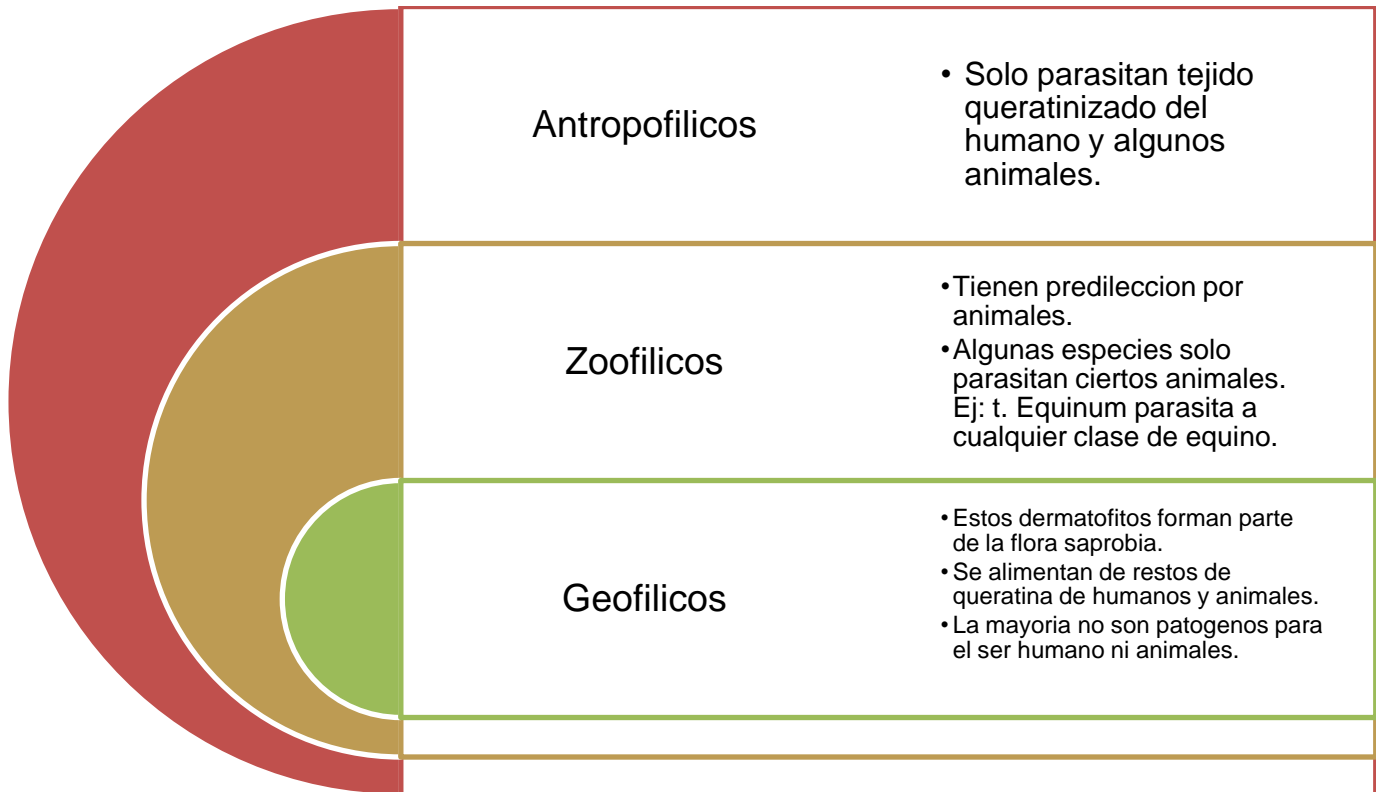 Antropofilicos
• Solo parasitan tejido
queratinizado del
humano y algunos
animales.
Zoofilicos
•Tienen predileccion por
animales.
•Algunas especies solo
parasitan ciertos animales.
Ej: t. Equinum parasita a
cualquier clase de equino.
Geofilicos
•Estos dermatofitos forman parte
de la flora saprobia.
•Se alimentan de restos de
queratina de humanos y animales.
•La mayoria no son patogenos para
el ser humano ni animales.